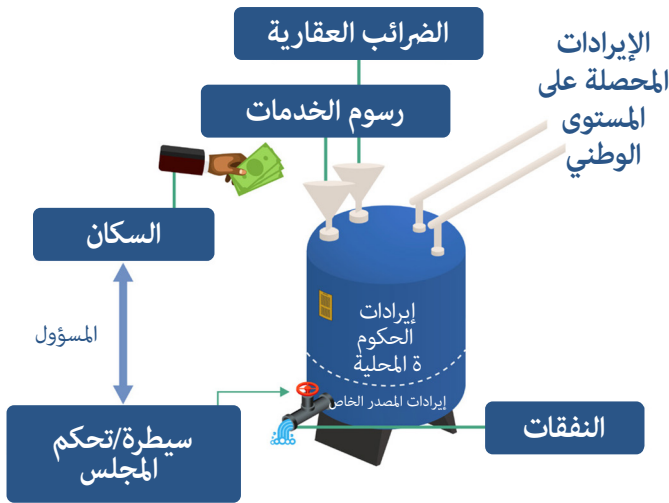 الضرائب العقارية
رسوم الخدمات
الإيرادات
المحصلة على
المستوى
الوطني
السكان
المسؤول
إيرادات
الحكوم
ة المحلية
إيرادات المصدر الخاص
سيطرة/تحكم
المجلس
النفقات